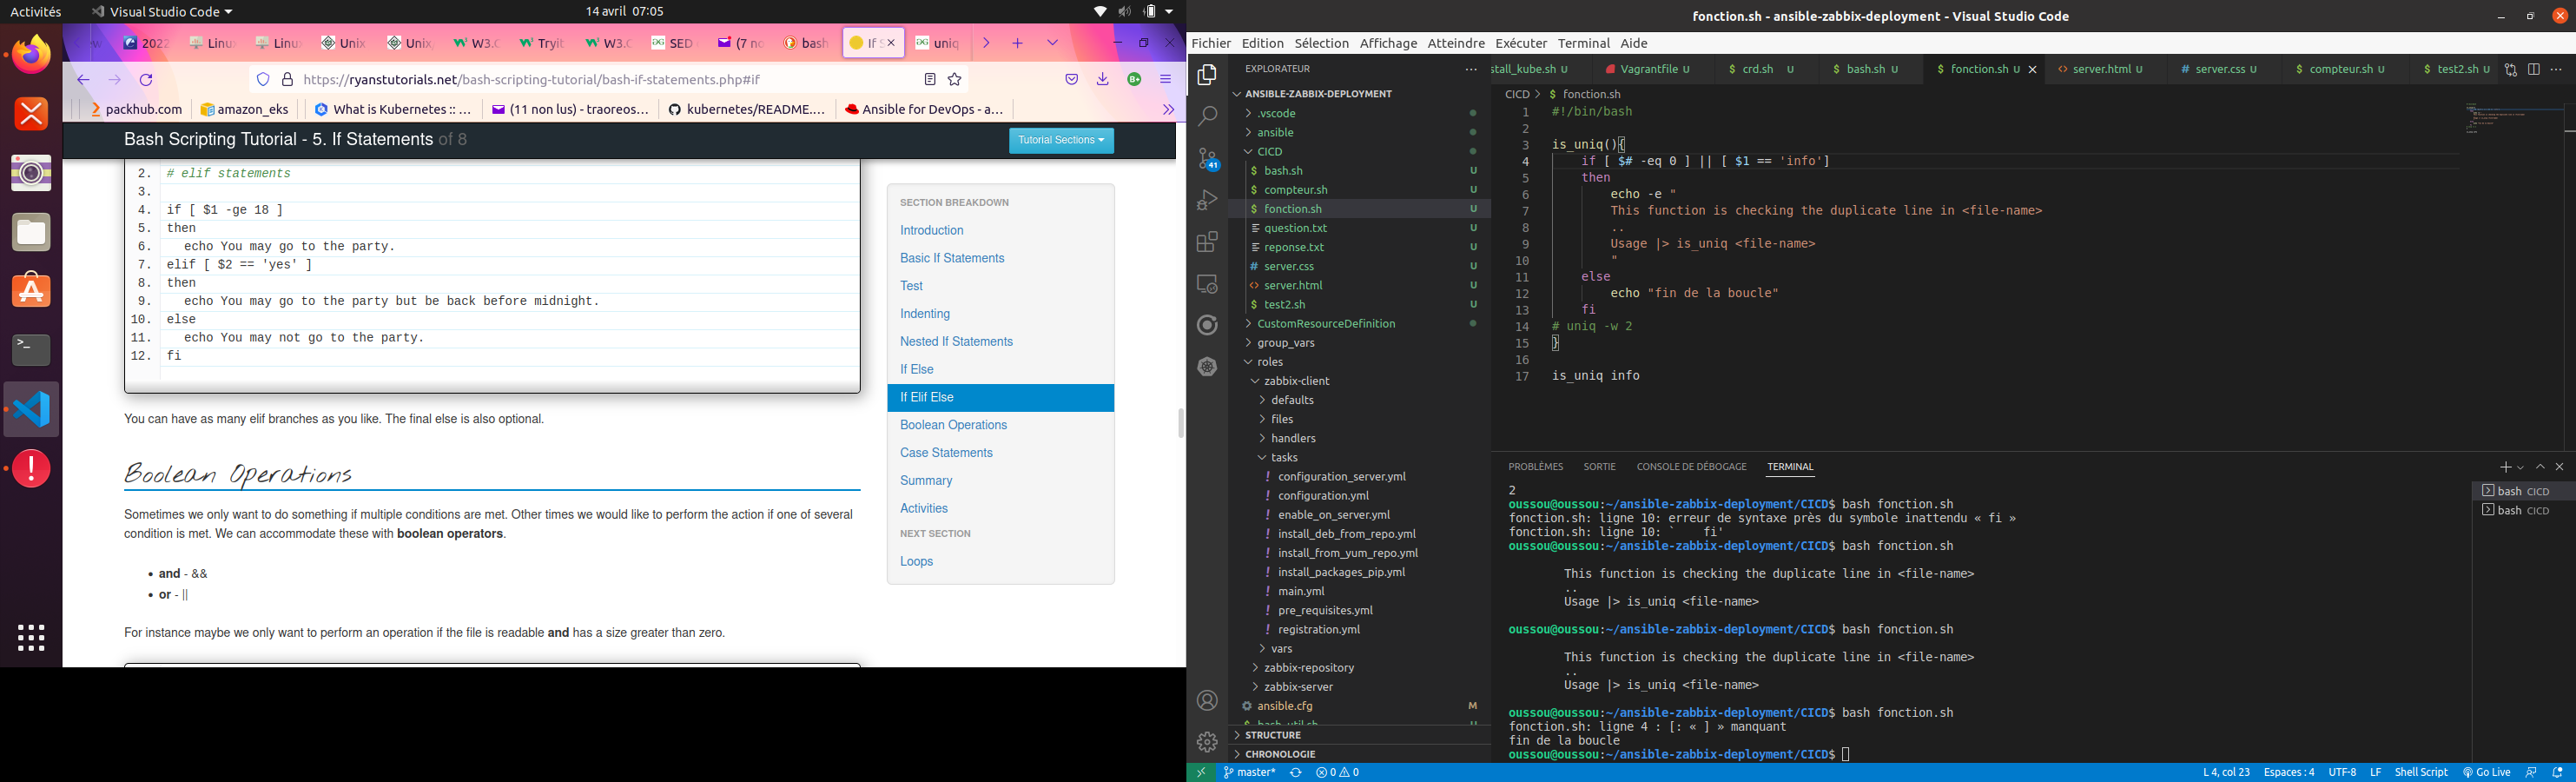 Activités
Visual Studio Code
14 avril 07:05
2022
Linu
Linu
Unix
Unix
W3.C
Tryit
W3.C
SED
(7 no
bash
If S
uniq
https://ryanstutorials.net/bash-scripting-tutorial/bash-if-statements.php#if
packhub.com
amazon_eks
What is Kubernetes :: ...
(11 non lus) - traoreos...
kubernetes/README....
Ansible for DevOps - a...
Bash Scripting Tutorial - 5. If Statements of 8
Tutorial Sections
2. # elif statements
3.
4. if [ $1 -ge 18 ]
5. then
6. echo You may go to the party.
7. elif [ $2 == 'yes' ]
8. then
9. echo You may go to the party but be back before midnight.
10. else
11. echo You may not go to the party.
12. fi
You can have as many elif branches as you like. The final else is also optional.
Boolean Operations
Sometimes we only want to do something if multiple conditions are met. Other times we would like to perform the action if one of several
condition is met. We can accommodate these with boolean operators.
• and - &&
• or - ||
For instance maybe we only want to perform an operation if the file is readable and has a size greater than zero.
SECTION BREAKDOWN
Introduction
Basic If Statements
Test
Indenting
Nested If Statements
If Else
If Elif Else
Boolean Operations
Case Statements
Summary
Activities
NEXT SECTION
Loops
fonction.sh - ansible-zabbix-deployment - Visual Studio Code
Fichier Edition Sélection Affichage Atteindre Exécuter Terminal Aide
EXPLORATEUR
ANSIBLE-ZABBIX-DEPLOYMENT
.vscode
ansible
CICD
bash.sh U
compteur.sh U
fonction.sh U
question.txt U
reponse.txt U
server.css U
server.html U
test2.sh U
CustomResourceDefinition
group_vars
roles
zabbix-client
defaults
files
handlers
tasks
configuration_server.yml
configuration.yml
enable_on_server.yml
install_deb_from_repo.yml
install_from_yum_repo.yml
install_packages_pip.yml
main.yml
pre_requisites.yml
registration.yml
vars
zabbix-repository
zabbix-server
ansible.cfg M
bash_util.sh U
STRUCTURE
CHRONOLOGIE
41
stall_kube.sh U
Vagrantfile U
crd.sh U
bash.sh U
fonction.sh U
server.html U
server.css U
compteur.sh U
test2.sh U
CICD > $ fonction.sh
1 #!/bin/bash
2
3 is_uniq(){
4 if [ $# -eq 0 ] || [ $1 == 'info']
5 then
6 echo -e "
7 This function is checking the duplicate line in <file-name>
8 ..
9 Usage |> is_uniq <file-name>
10 "
11 else
12 echo "fin de la boucle"
13 fi
14 # uniq -w 2
15 }
16
17 is_uniq info
PROBLÈMES SORTIE CONSOLE DE DÉBOGAGE TERMINAL
2
oussou@oussou:~/ansible-zabbix-deployment/CICD$ bash fonction.sh
fonction.sh: ligne 10: erreur de syntaxe près du symbole inattendu « fi »
fonction.sh: ligne 10: `    fi'
oussou@oussou:~/ansible-zabbix-deployment/CICD$ bash fonction.sh
This function is checking the duplicate line in <file-name>
..
Usage |> is_uniq <file-name>
oussou@oussou:~/ansible-zabbix-deployment/CICD$ bash fonction.sh
This function is checking the duplicate line in <file-name>
..
Usage |> is_uniq <file-name>
oussou@oussou:~/ansible-zabbix-deployment/CICD$ bash fonction.sh
fonction.sh: ligne 4 : [: « ] » manquant
fin de la boucle
oussou@oussou:~/ansible-zabbix-deployment/CICD$
bash CICD
bash CICD
master*
0 0
L 4, col 23 Espaces : 4 UTF-8 LF Shell Script Go Live